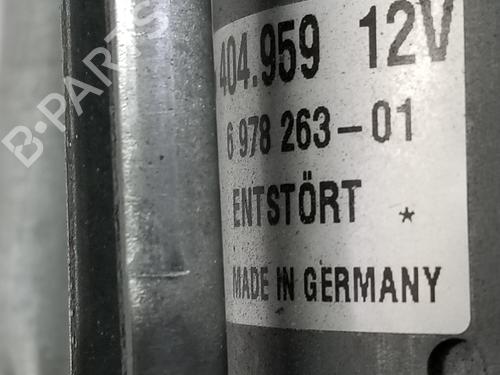 B-PARTS
404.959 12V
6 978 263-01
ENTSTÖRT *
MADE IN GERMANY